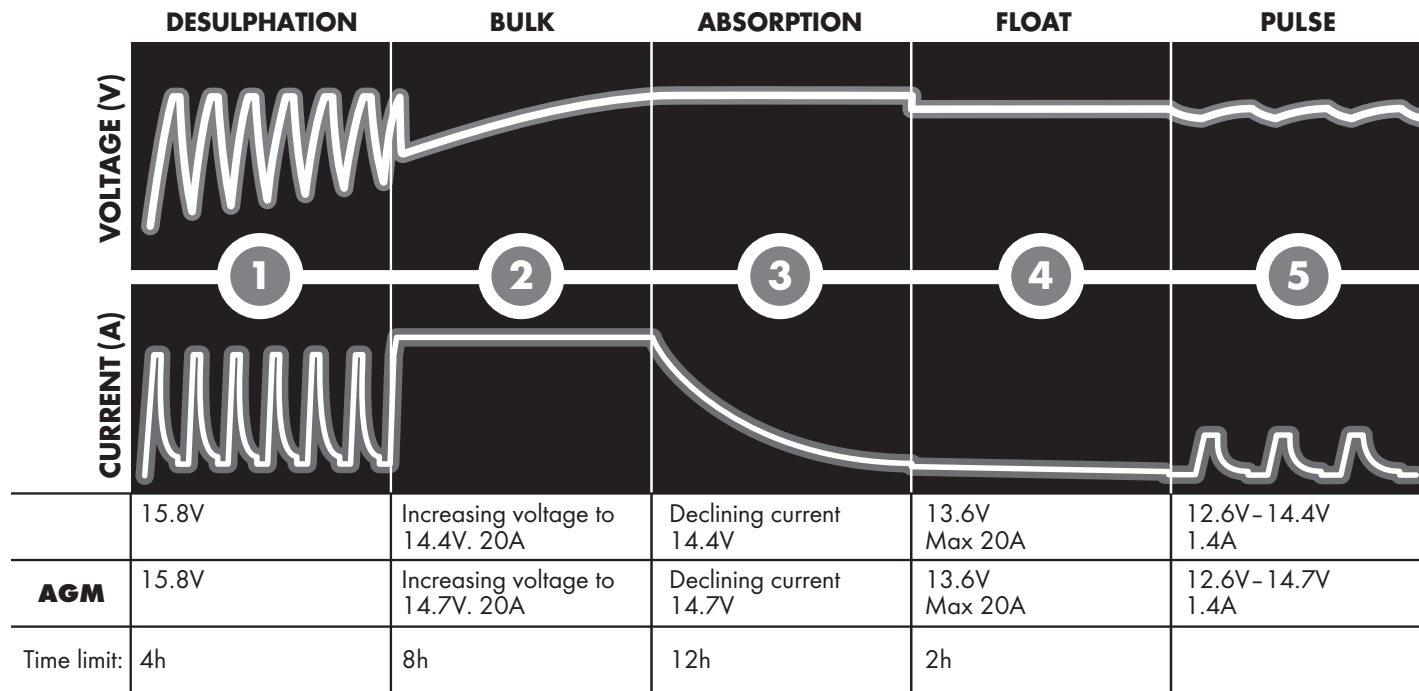 DESULPHATION BULK ABSORPTION FLOAT PULSE
VOLTAGE (V)
1 2 3 4 5
CURRENT (A)
15.8V Increasing voltage to Declining current 13.6V 12.6V–14.4V
14.4V. 20A 14.4V Max 20A 1.4A
AGM 15.8V Increasing voltage to Declining current 13.6V 12.6V–14.7V
14.7V. 20A 14.7V Max 20A 1.4A
Time limit: 4h 8h 12h 2h